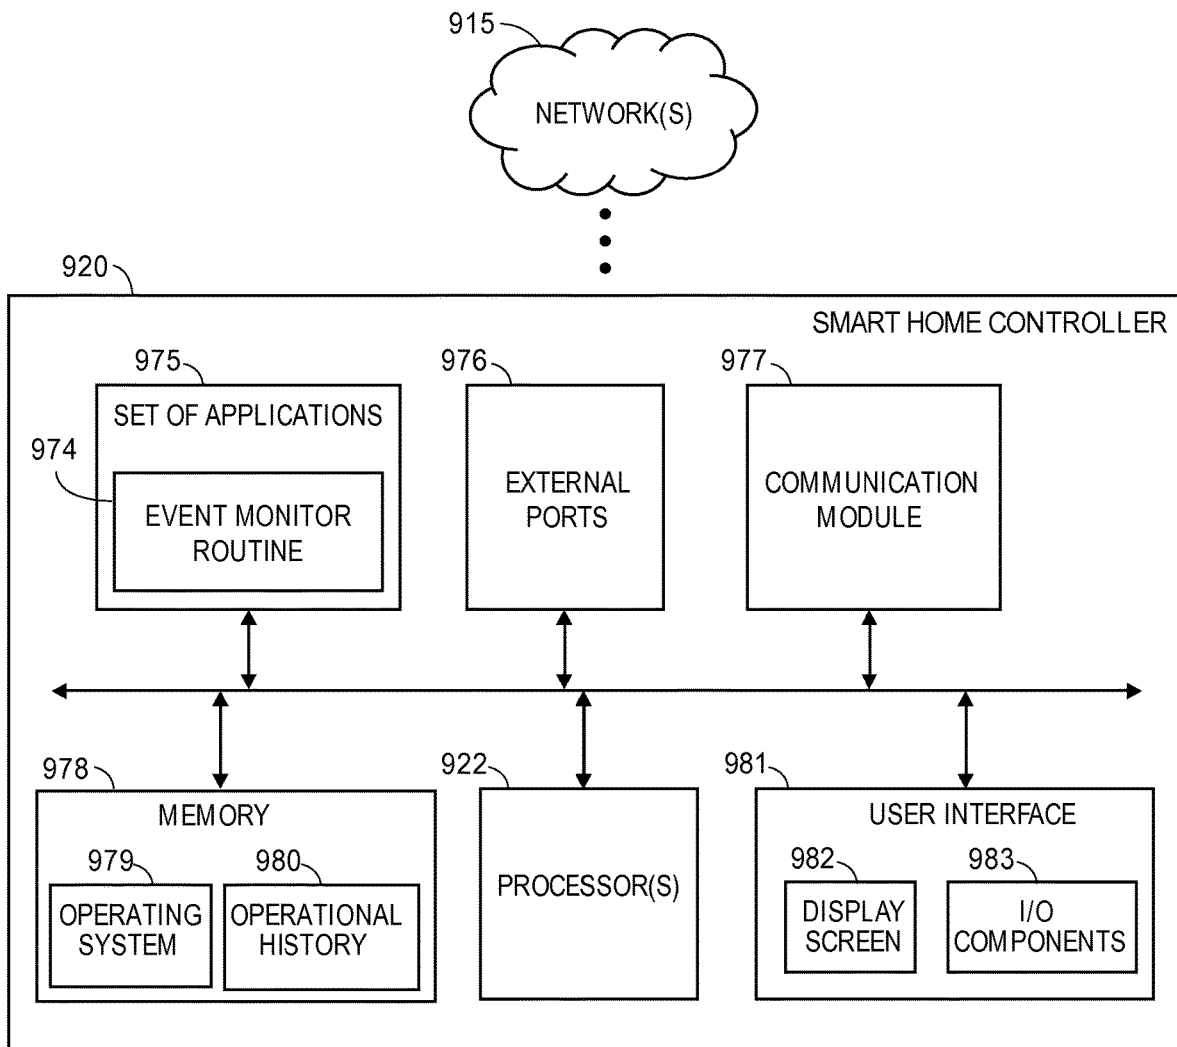 915
NETWORK(S)
920
SMART HOME CONTROLLER
975
976
977
SET OF APPLICATIONS
974
EVENT MONITOR
ROUTINE
EXTERNAL
PORTS
COMMUNICATION
MODULE
978
922
981
MEMORY
USER INTERFACE
979
980
982
983
OPERATING
SYSTEM
OPERATIONAL
HISTORY
PROCESSOR(S)
DISPLAY
SCREEN
I/O
COMPONENTS